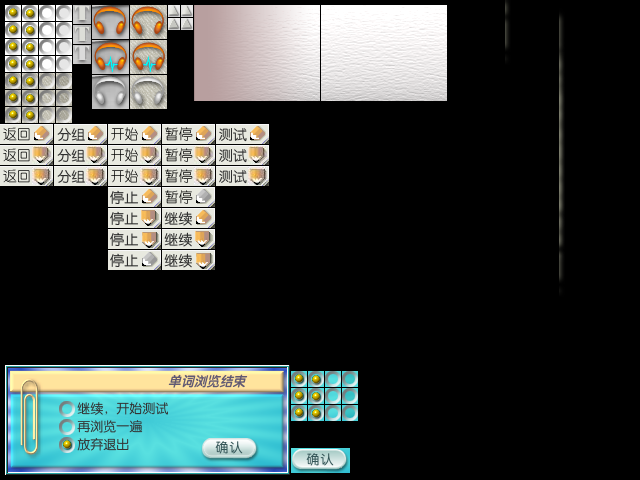 返回 分组 开始 暂停 测试
返回 分组 开始 暂停 测试
返回 分组 开始 暂停 测试
停止 暂停
停止 继续
停止 继续
停止 继续
单词浏览结束
继续，开始测试
再浏览一遍
放弃退出
确认
确认